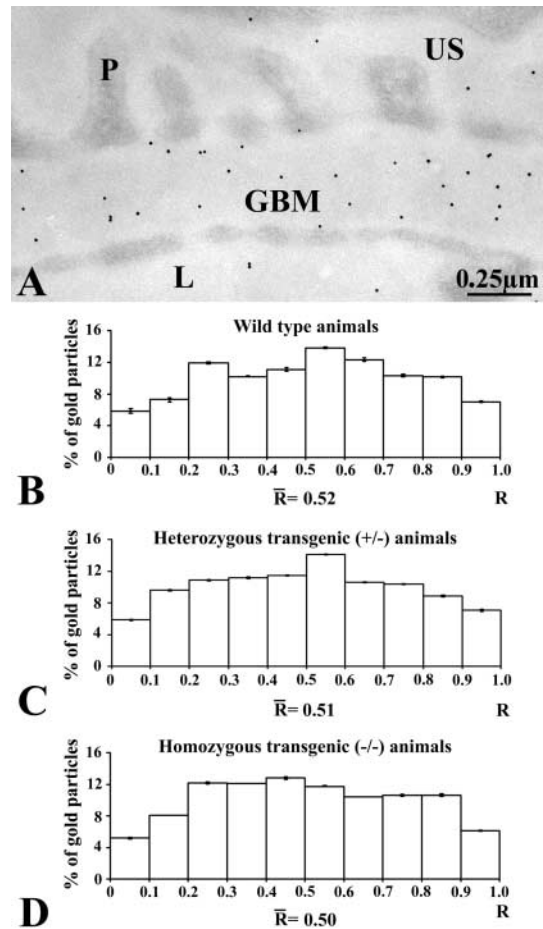 P
US
GBM
A
L
0.25µm
Wild type animals
% of gold particles
16
12
8
4
0
0 0.1 0.2 0.3 0.4 0.5 0.6 0.7 0.8 0.9 1.0
B
R̅= 0.52
R
Heterozygous transgenic (+/-) animals
% of gold particles
16
12
8
4
0
0 0.1 0.2 0.3 0.4 0.5 0.6 0.7 0.8 0.9 1.0
C
R̅= 0.51
R
Homozygous transgenic (-/-) animals
% of gold particles
16
12
8
4
0
0 0.1 0.2 0.3 0.4 0.5 0.6 0.7 0.8 0.9 1.0
D
R̅= 0.50
R